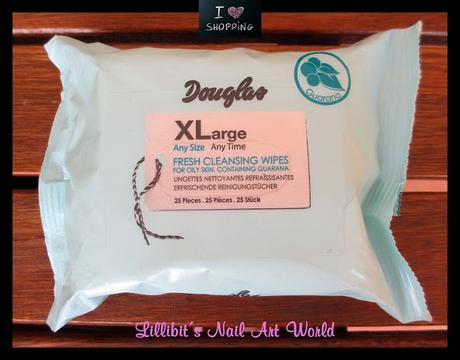 I ♥
SHOPPING
Douglas
Guarana
XLarge
Any Size Any Time
FRESH CLEANSING WIPES
FOR OILY SKIN, CONTAINING GUARANA
LINGETTES NETTOYANTES REFRAÎSSISANTES
ERFRISCHENDE REINIGUNGSTÜCHER
25 Pieces . 25 Pièces . 25 Stück
Lillibit´s Nail Art World